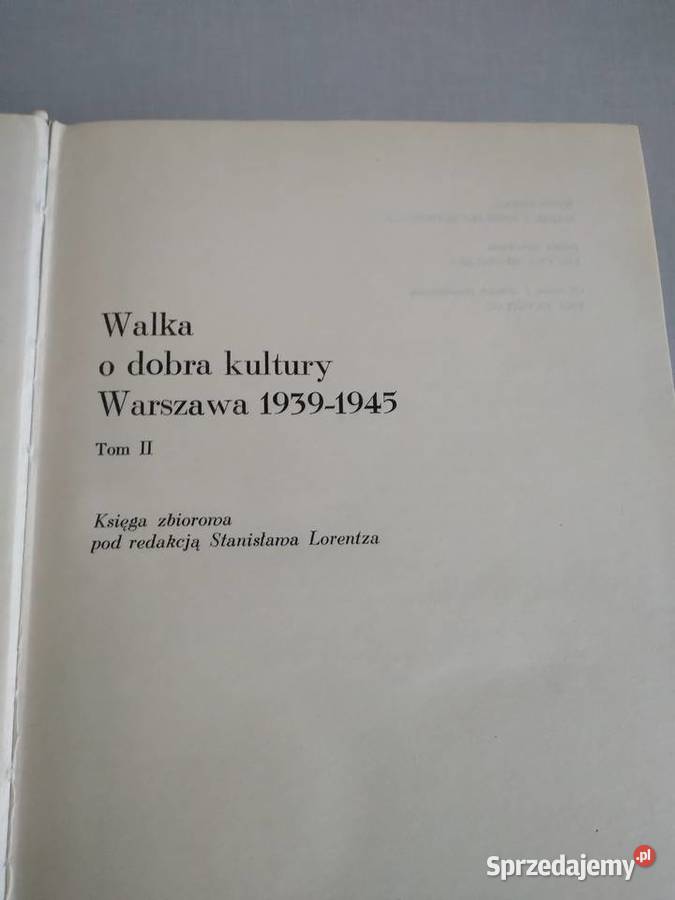 Walka
o dobra kultury
Warszawa 1939-1945
Tom II
Księga zbiorowa
pod redakcją Stanisława Lorentza
Sprzedajemy.pl